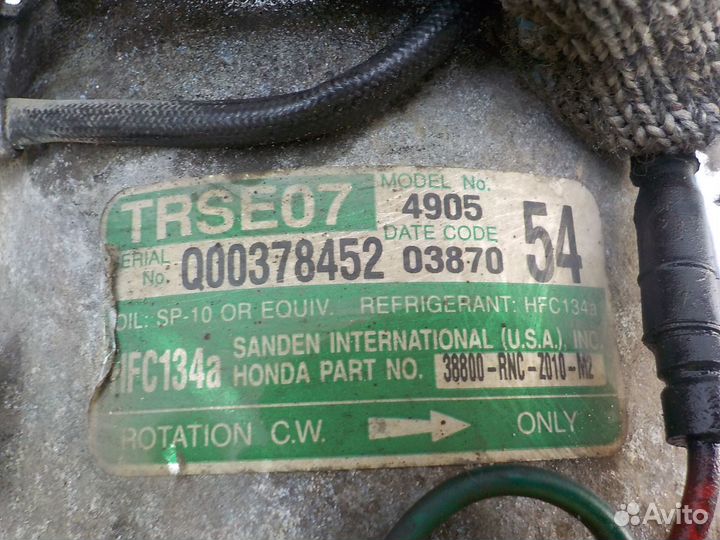 TRSE07
MODEL No.
4905
SERIAL No. Q00378452
DATE CODE
03870
54
OIL: SP-10 OR EQUIV. REFRIGERANT: HFC134a
HFC134a
SANDEN INTERNATIONAL (U.S.A.), INC.
HONDA PART NO. 38800-RNC-Z010-M2
ROTATION C.W. ONLY
Avito